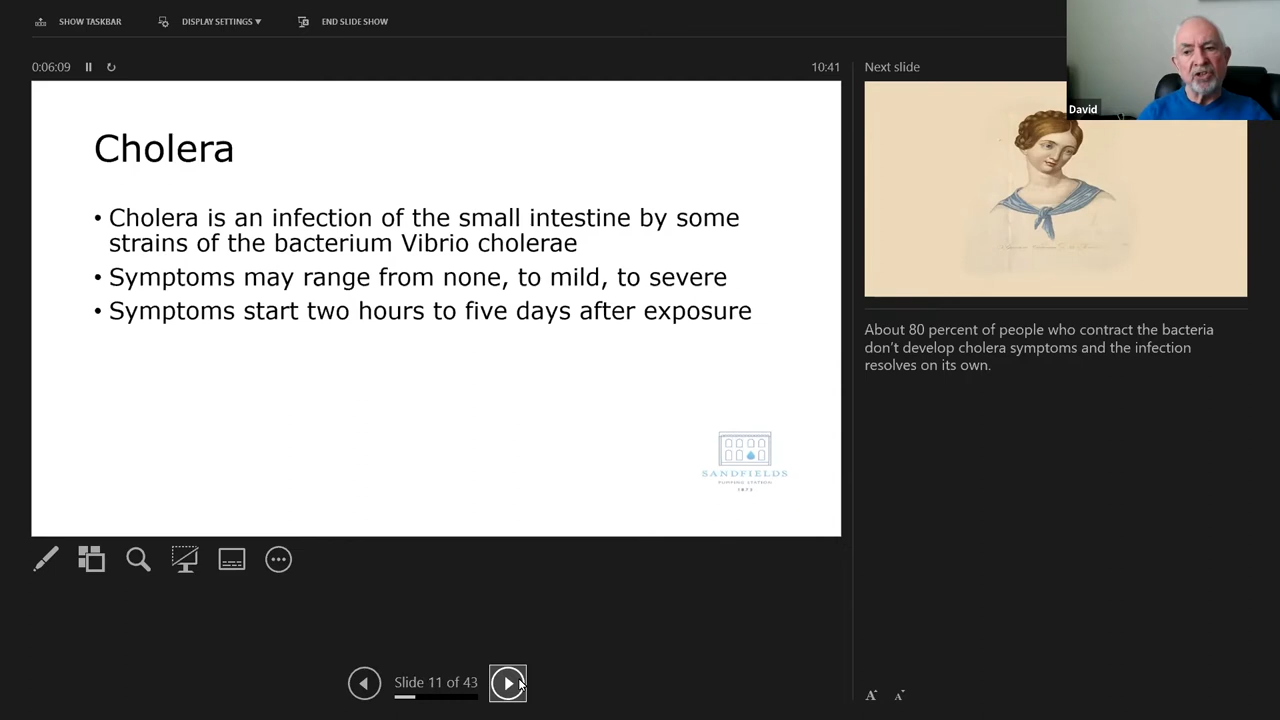 SHOW TASKBAR
DISPLAY SETTINGS ▼
END SLIDE SHOW
0:06:09
10:41
Next slide
David
Cholera
• Cholera is an infection of the small intestine by some
strains of the bacterium Vibrio cholerae
• Symptoms may range from none, to mild, to severe
• Symptoms start two hours to five days after exposure
SANDFIELDS
PUMPING STATION
1873
About 80 percent of people who contract the bacteria
don't develop cholera symptoms and the infection
resolves on its own.
Slide 11 of 43
A A